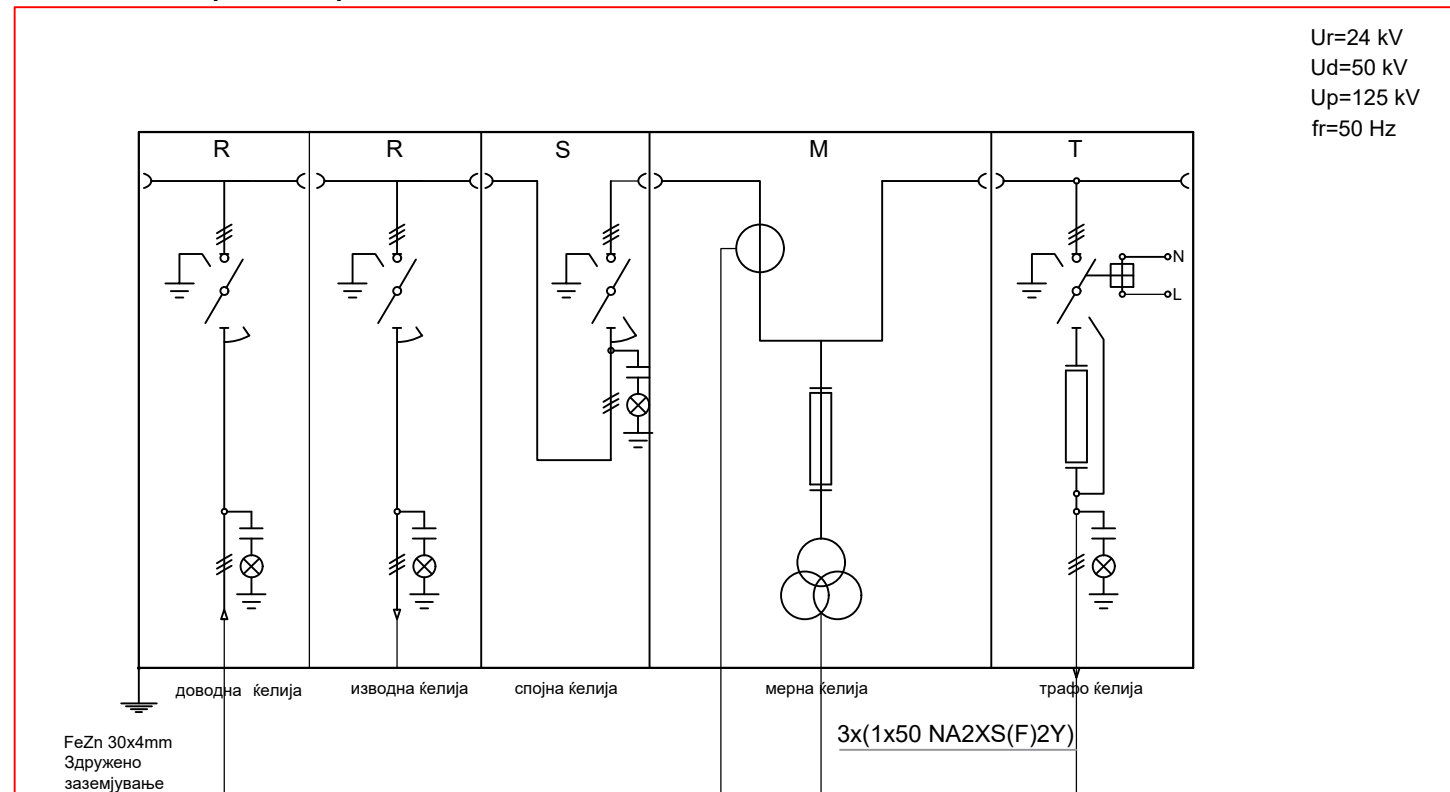 Ur=24 kV
Ud=50 kV
Up=125 kV
fr=50 Hz
R
R
S
M
T
N
L
доводна ќелија
изводна ќелија
спојна ќелија
мерна ќелија
трафо ќелија
3x(1x50 NA2XS(F)2Y)
FeZn 30x4mm
Здружено
заземјување